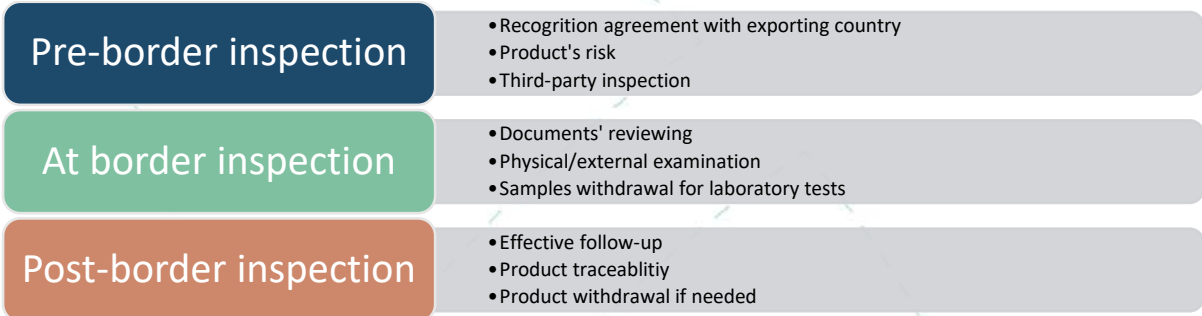 Pre-border inspection
•Recogrition agreement with exporting country
•Product's risk
•Third-party inspection
At border inspection
•Documents' reviewing
•Physical/external examination
•Samples withdrawal for laboratory tests
Post-border inspection
•Effective follow-up
•Product traceablitiy
•Product withdrawal if needed